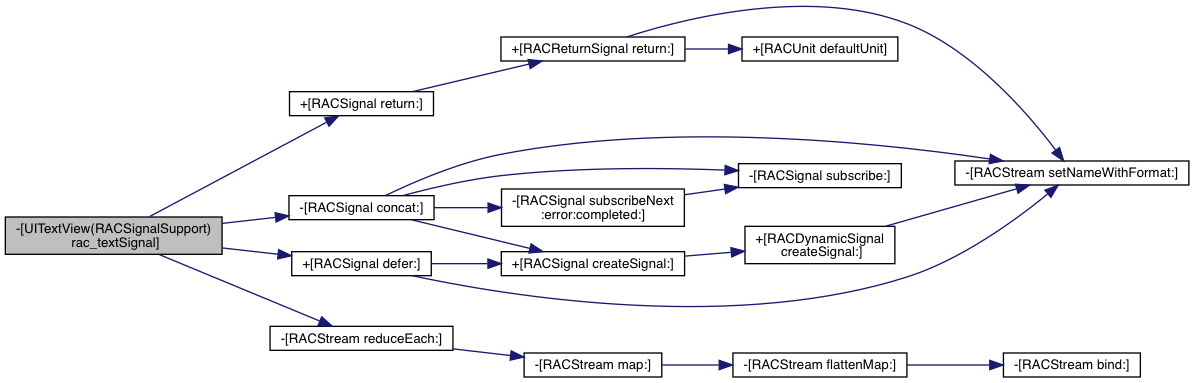 +[RACReturnSignal return:]
+[RACUnit defaultUnit]
+[RACSignal return:]
-[RACStream setNameWithFormat:]
-[RACSignal subscribe:]
-[RACSignal concat:]
-[RACSignal subscribeNext
:error:completed:]
-[UITextView(RACSignalSupport)
rac_textSignal]
+[RACDynamicSignal
createSignal:]
+[RACSignal defer:]
+[RACSignal createSignal:]
-[RACStream reduceEach:]
-[RACStream map:]
-[RACStream flattenMap:]
-[RACStream bind:]